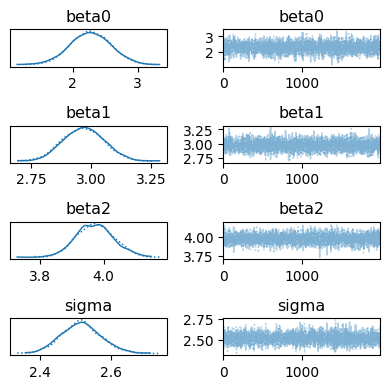 beta0 beta0
3
2
2 3 0 1000
beta1 beta1
3.25
3.00
2.75
2.75 3.00 3.25 0 1000
beta2 beta2
4.00
3.75
3.8 4.0 0 1000
sigma sigma
2.75
2.50
2.4 2.6 0 1000